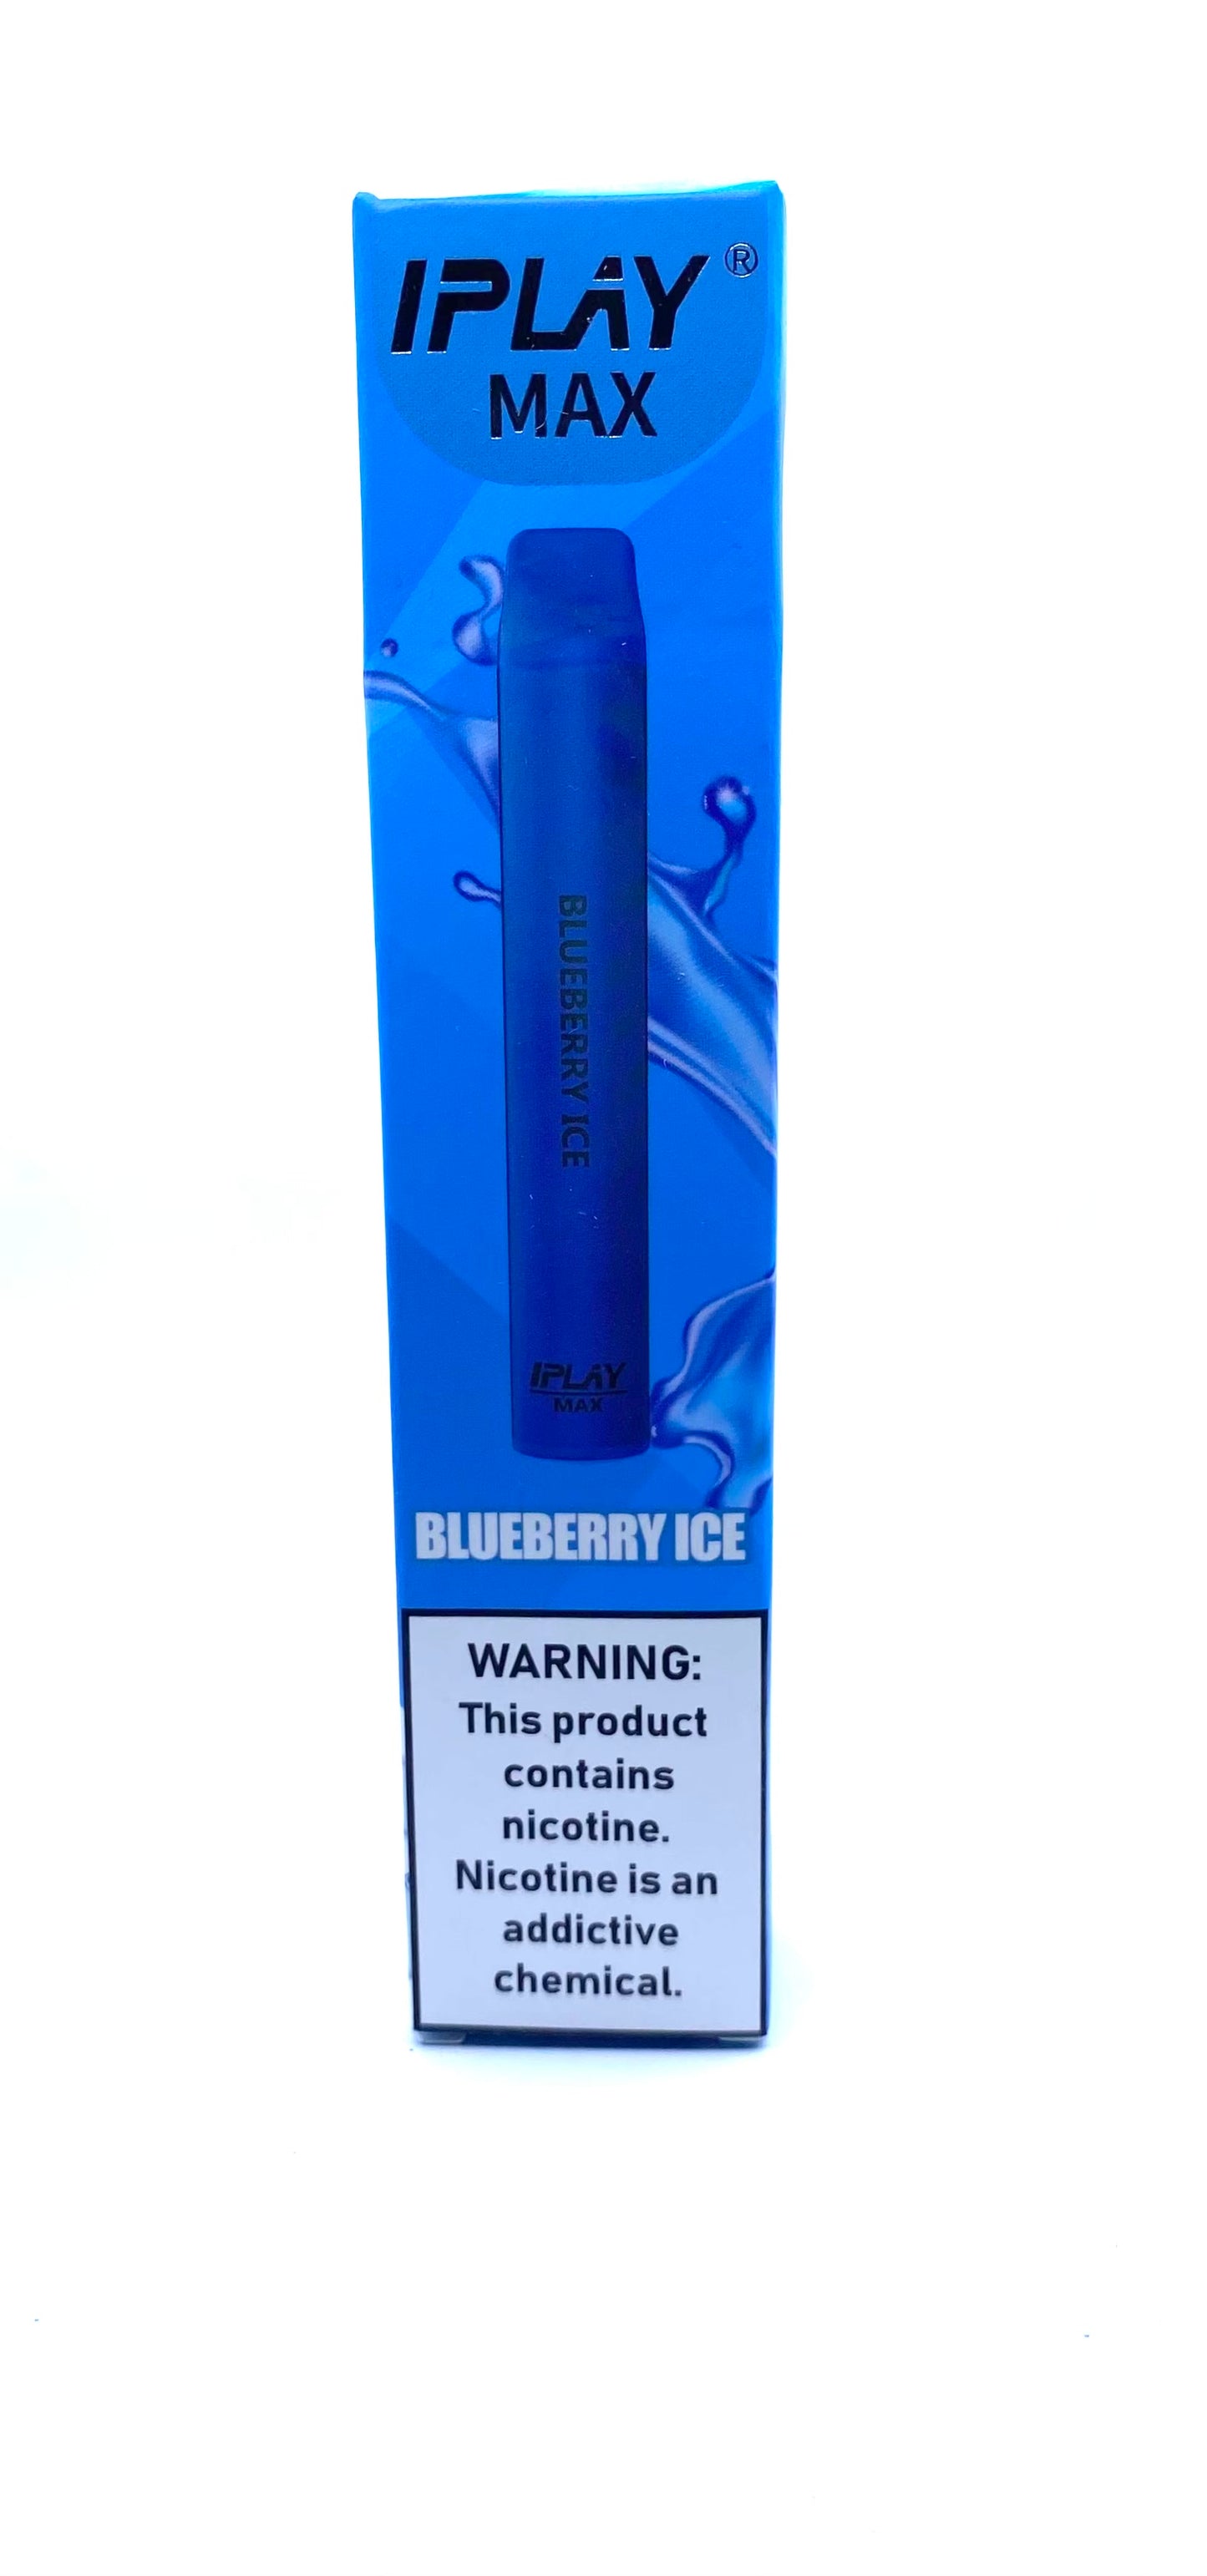 IPLAY®
MAX
BLUEBERRY ICE
IPLAY
MAX
BLUEBERRY ICE
WARNING:
This product
contains
nicotine.
Nicotine is an
addictive
chemical.